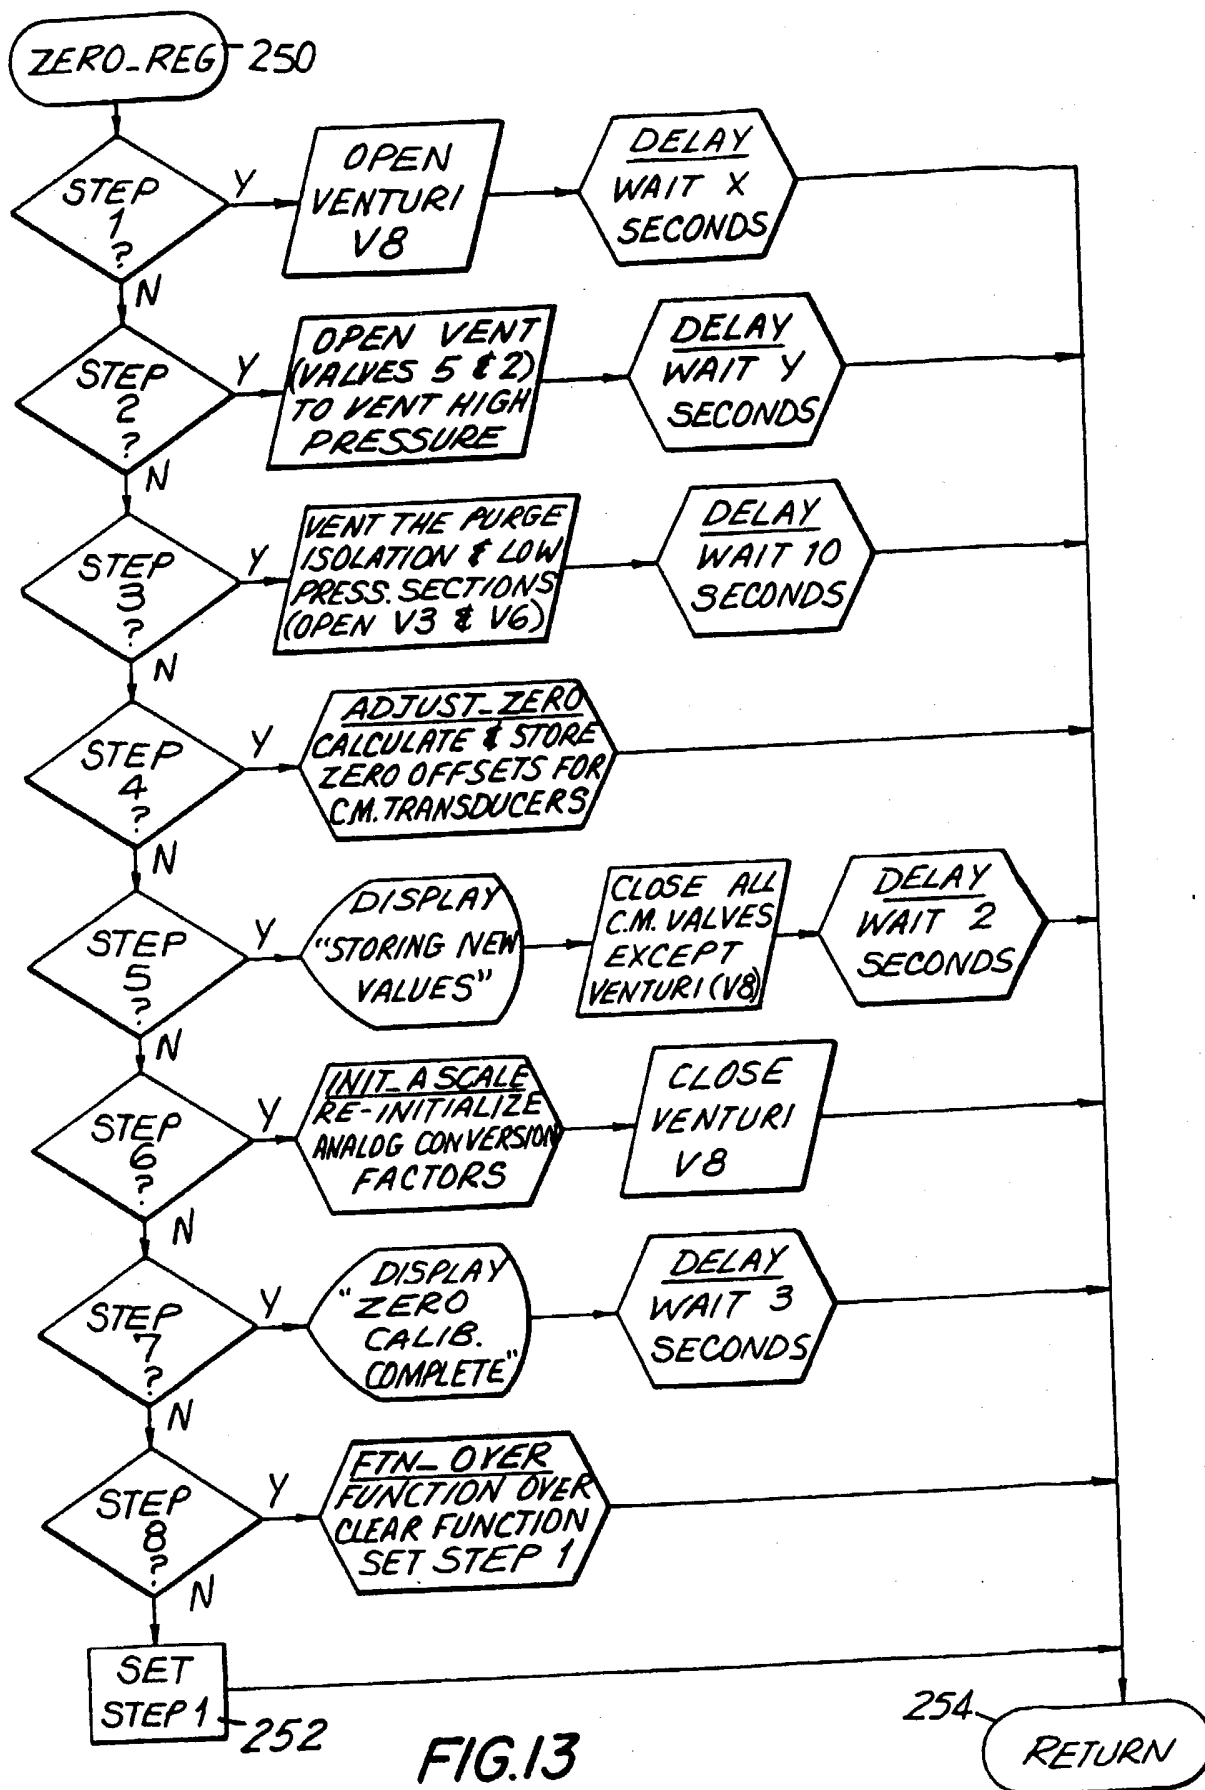 ZERO_REG 250
STEP
1
?
Y
N
OPEN
VENTURI
V8
DELAY
WAIT X
SECONDS
STEP
2
?
Y
N
OPEN VENT
(VALVES 5 & 2)
TO VENT HIGH
PRESSURE
DELAY
WAIT Y
SECONDS
STEP
3
?
Y
N
VENT THE PURGE
ISOLATION & LOW
PRESS. SECTIONS
(OPEN V3 & V6)
DELAY
WAIT 10
SECONDS
STEP
4
?
Y
N
ADJUST_ZERO
CALCULATE & STORE
ZERO OFFSETS FOR
C.M. TRANSDUCERS
STEP
5
?
Y
N
DISPLAY
"STORING NEW
VALUES"
CLOSE ALL
C.M. VALVES
EXCEPT
VENTURI (V8)
DELAY
WAIT 2
SECONDS
STEP
6
?
Y
N
INIT_ASCALE
RE-INITIALIZE
ANALOG CONVERSION
FACTORS
CLOSE
VENTURI
V8
STEP
7
?
Y
N
DISPLAY
"ZERO
CALIB.
COMPLETE"
DELAY
WAIT 3
SECONDS
STEP
8
?
Y
N
FTN_OVER
FUNCTION OVER
CLEAR FUNCTION
SET STEP 1
SET
STEP 1
252
254
RETURN
FIG.13